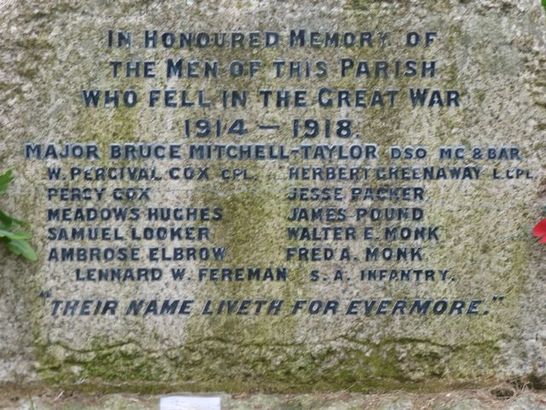 IN HONOURED MEMORY OF
THE MEN OF THIS PARISH
WHO FELL IN THE GREAT WAR
1914 – 1918.
MAJOR BRUCE MITCHELL-TAYLOR DSO MC & BAR
W. PERCIVAL COX CPL. HERBERT GREENAWAY L.CPL
PERCY COX JESSE PACKER
MEADOWS HUGHES JAMES POUND
SAMUEL LOOKER WALTER E. MONK
AMBROSE ELBROW FRED A. MONK
LENNARD W. FEREMAN S. A. INFANTRY.
"THEIR NAME LIVETH FOR EVERMORE."